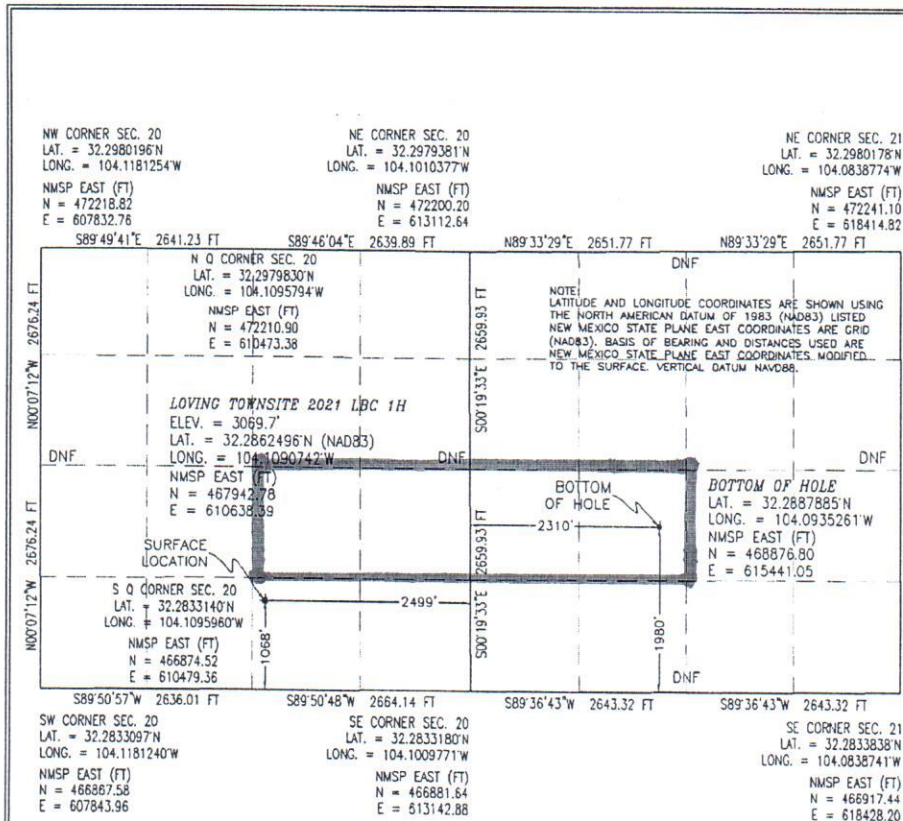 NW CORNER SEC. 20
LAT. = 32.2980196'N
LONG. = 104.1181254'W
NMSP EAST (FT)
N = 472218.82
E = 607832.76
NE CORNER SEC. 20
LAT. = 32.2979381'N
LONG. = 104.1010377'W
NMSP EAST (FT)
N = 472200.20
E = 613112.64
NE CORNER SEC. 21
LAT. = 32.2980178'N
LONG. = 104.0838774'W
NMSP EAST (FT)
N = 472241.10
E = 618414.82
S89°49'41"E 2641.23 FT
S89°46'04"E 2639.89 FT
N89°33'29"E 2651.77 FT
N89°33'29"E 2651.77 FT
N Q CORNER SEC. 20
LAT. = 32.2979830'N
LONG. = 104.1095794'W
NMSP EAST (FT)
N = 472210.90
E = 610473.38
DNF
NOTE:
LATITUDE AND LONGITUDE COORDINATES ARE SHOWN USING
THE NORTH AMERICAN DATUM OF 1983 (NAD83) LISTED
NEW MEXICO STATE PLANE EAST COORDINATES ARE GRID
(NAD83). BASIS OF BEARING AND DISTANCES USED ARE
NEW MEXICO STATE PLANE EAST COORDINATES MODIFIED
TO THE SURFACE. VERTICAL DATUM NAVD88.
N00°07'12"W 2676.24 FT
S00°19'33"E 2659.93 FT
LOVING TOWNSITE 2021 LBC 1H
ELEV. = 3069.7'
LAT. = 32.2862496'N (NAD83)
LONG. = 104.1090742'W
NMSP EAST (FT)
N = 467942.78
E = 610638.39
DNF
DNF
BOTTOM
OF HOLE
2310'
BOTTOM OF HOLE
LAT. = 32.2887885'N
LONG. = 104.0935261'W
NMSP EAST (FT)
N = 468876.80
E = 615441.05
SURFACE
LOCATION
N00°07'12"W 2676.24 FT
S00°19'33"E 2659.93 FT
S Q CORNER SEC. 20
LAT. = 32.2833140'N
LONG. = 104.1095960'W
NMSP EAST (FT)
N = 466874.52
E = 610479.36
2499'
1068'
1980'
DNF
S89°50'57"W 2636.01 FT
S89°50'48"W 2664.14 FT
S89°36'43"W 2643.32 FT
S89°36'43"W 2643.32 FT
SW CORNER SEC. 20
LAT. = 32.2833097'N
LONG. = 104.1181240'W
NMSP EAST (FT)
N = 466867.58
E = 607843.96
SE CORNER SEC. 20
LAT. = 32.2833180'N
LONG. = 104.1009771'W
NMSP EAST (FT)
N = 466881.64
E = 613142.88
SE CORNER SEC. 21
LAT. = 32.2833838'N
LONG. = 104.0838741'W
NMSP EAST (FT)
N = 466917.44
E = 618428.20